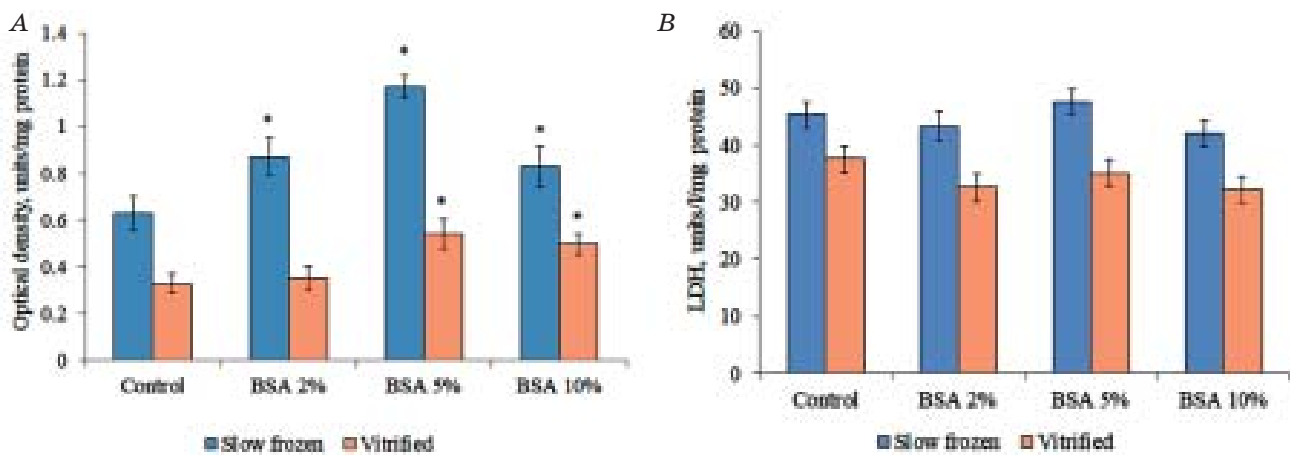 A
Optical density, units/mg protein
1.4
1.2
1
0.8
0.6
0.4
0.2
0
Control BSA 2% BSA 5% BSA 10%
Slow frozen Vitrified
B
LDH, units/l/mg protein
60
50
40
30
20
10
0
Control BSA 2% BSA 5% BSA 10%
Slow frozen Vitrified